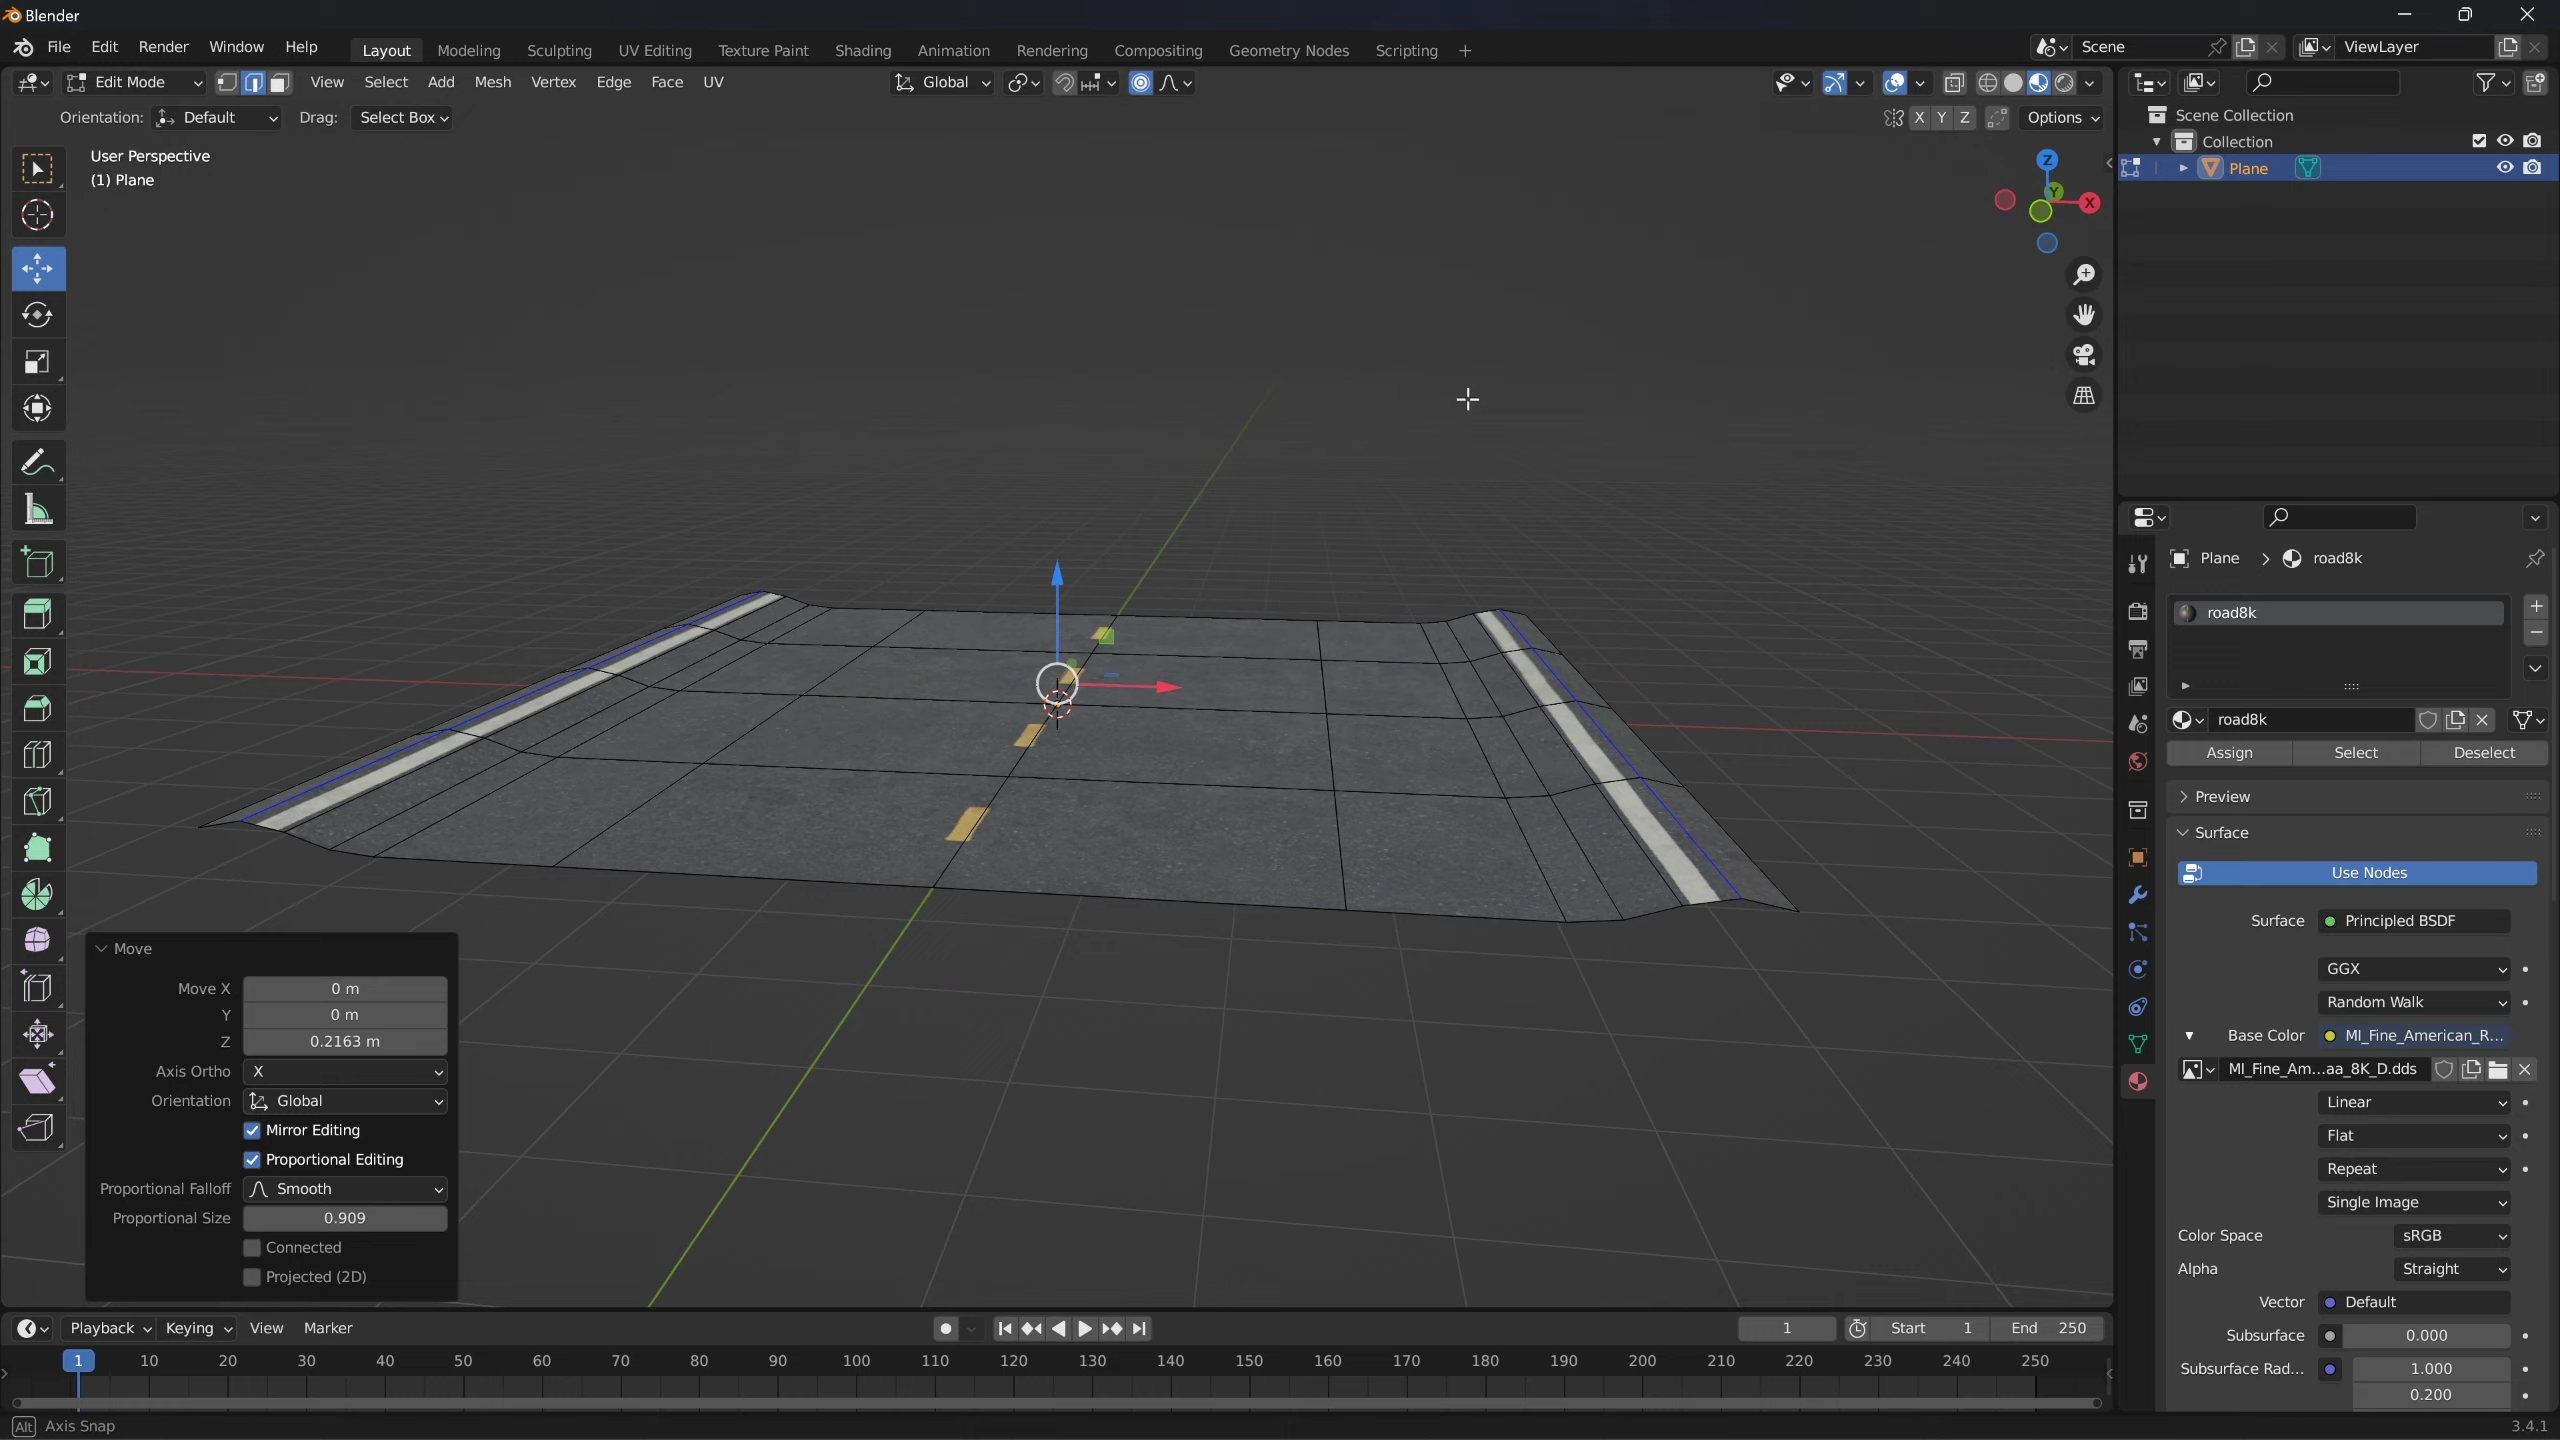 Blender
File Edit Render Window Help Layout Modeling Sculpting UV Editing Texture Paint Shading Animation Rendering Compositing Geometry Nodes Scripting + Scene ViewLayer
Edit Mode View Select Add Mesh Vertex Edge Face UV Global
Orientation: Default Drag: Select Box X Y Z Options
User Perspective
(1) Plane
Z
Y
X
Scene Collection
Collection
Plane
Plane road8k
road8k
road8k
Assign Select Deselect
Preview
Surface
Use Nodes
Surface Principled BSDF
GGX
Random Walk
Base Color MI_Fine_American_R...
MI_Fine_Am...aa_8K_D.dds
Linear
Flat
Repeat
Single Image
Color Space sRGB
Alpha Straight
Vector Default
Subsurface 0.000
Subsurface Rad... 1.000
0.200
Move
Move X 0 m
Y 0 m
Z 0.2163 m
Axis Ortho X
Orientation Global
Mirror Editing
Proportional Editing
Proportional Falloff Smooth
Proportional Size 0.909
Connected
Projected (2D)
Playback Keying View Marker 1 Start 1 End 250
1 10 20 30 40 50 60 70 80 90 100 110 120 130 140 150 160 170 180 190 200 210 220 230 240 250
Alt Axis Snap
3.4.1